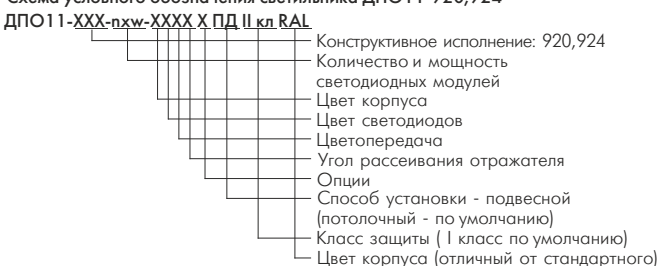 Схема условного обозначения светильника ДПО11-920,924
ДПО11-XXX-nxw-XXXX X ПД II кл RAL
Конструктивное исполнение: 920,924
Количество и мощность
светодиодных модулей
Цвет корпуса
Цвет светодиодов
Цветопередача
Угол рассеивания отражателя
Опции
Способ установки - подвесной
(потолочный - по умолчанию)
Класс защиты ( I класс по умолчанию)
Цвет корпуса (отличный от стандартного)